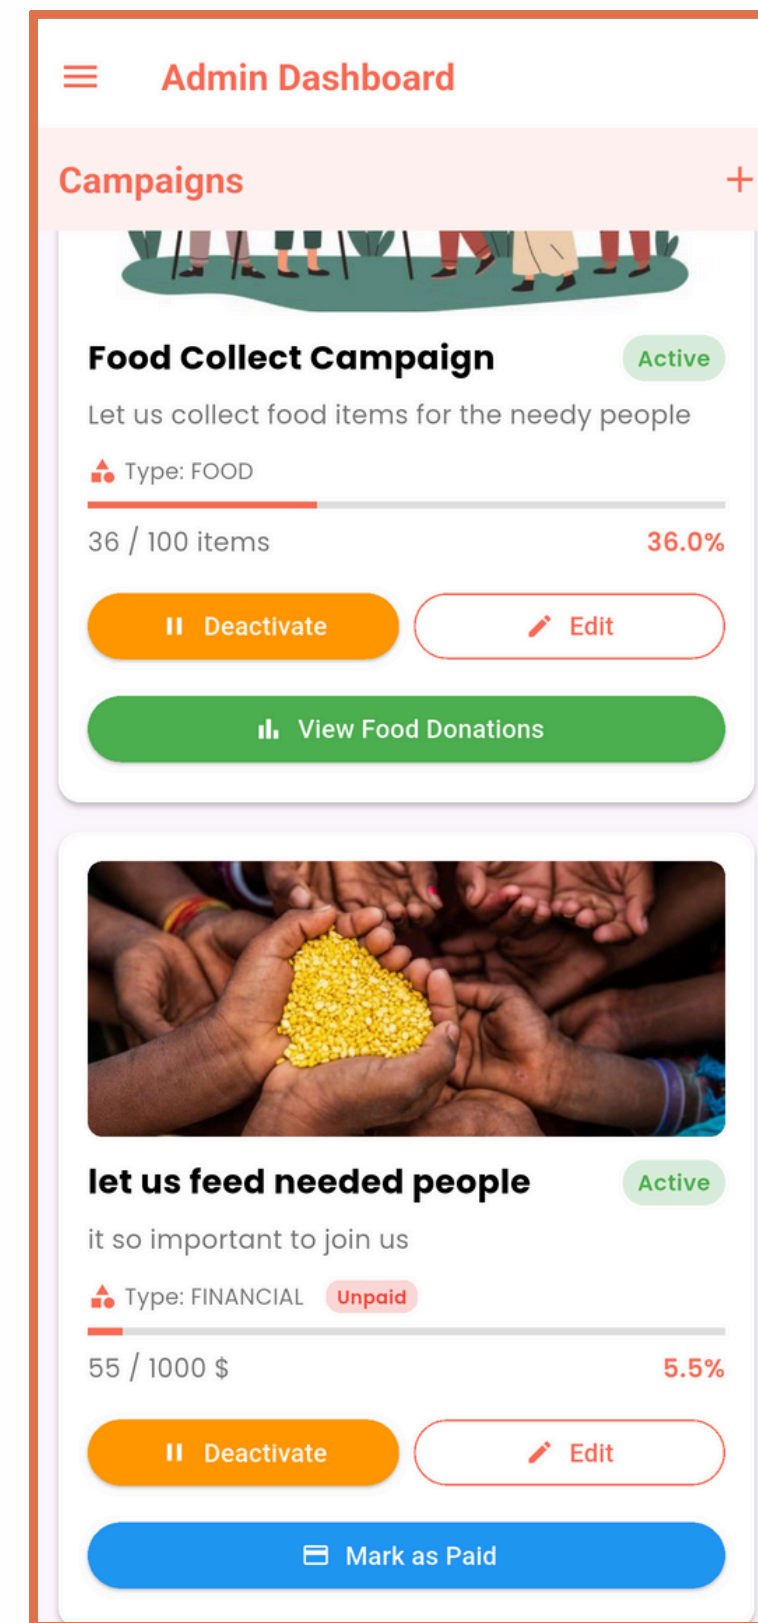 Admin Dashboard
Campaigns
Food Collect Campaign
Active
Let us collect food items for the needy people
Type: FOOD
36 / 100 items
36.0%
Deactivate
Edit
View Food Donations
let us feed needed people
Active
it so important to join us
Type: FINANCIAL
Unpaid
55 / 1000 $
5.5%
Deactivate
Edit
Mark as Paid